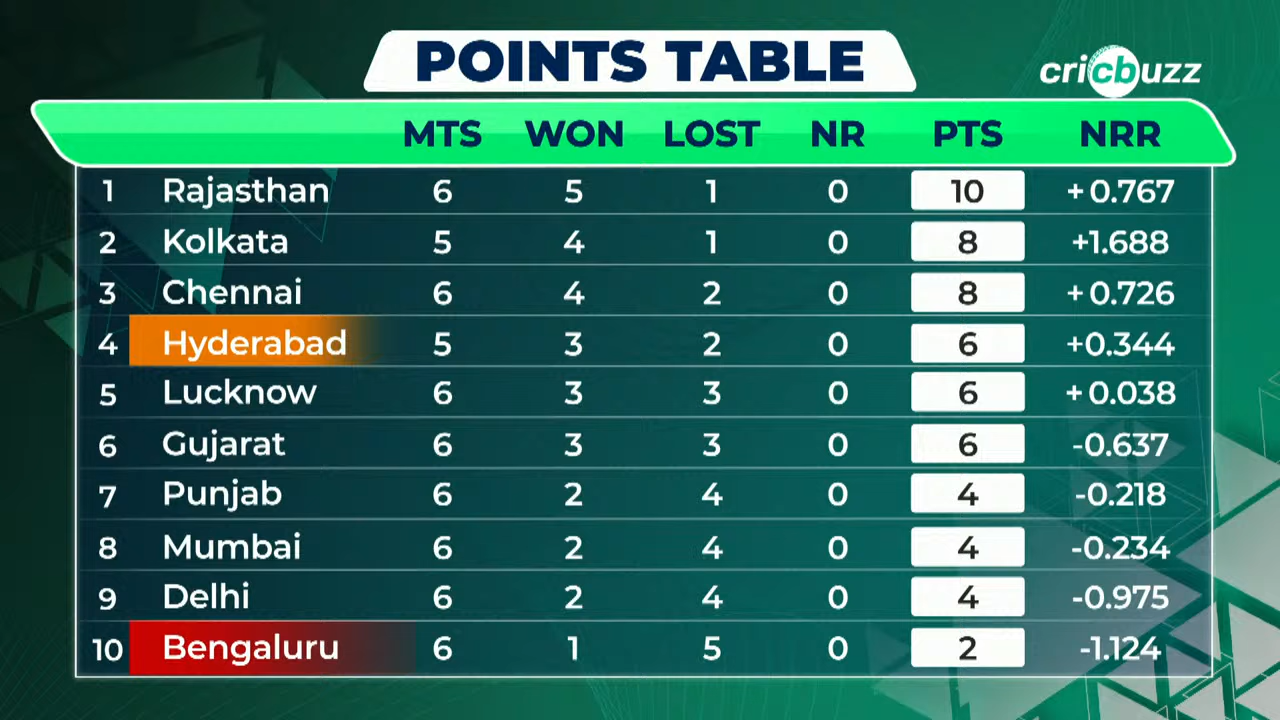 POINTS TABLE
cricbuzz
MTS WON LOST NR PTS NRR
1 Rajasthan 6 5 1 0 10 +0.767
2 Kolkata 5 4 1 0 8 +1.688
3 Chennai 6 4 2 0 8 +0.726
4 Hyderabad 5 3 2 0 6 +0.344
5 Lucknow 6 3 3 0 6 +0.038
6 Gujarat 6 3 3 0 6 -0.637
7 Punjab 6 2 4 0 4 -0.218
8 Mumbai 6 2 4 0 4 -0.234
9 Delhi 6 2 4 0 4 -0.975
10 Bengaluru 6 1 5 0 2 -1.124